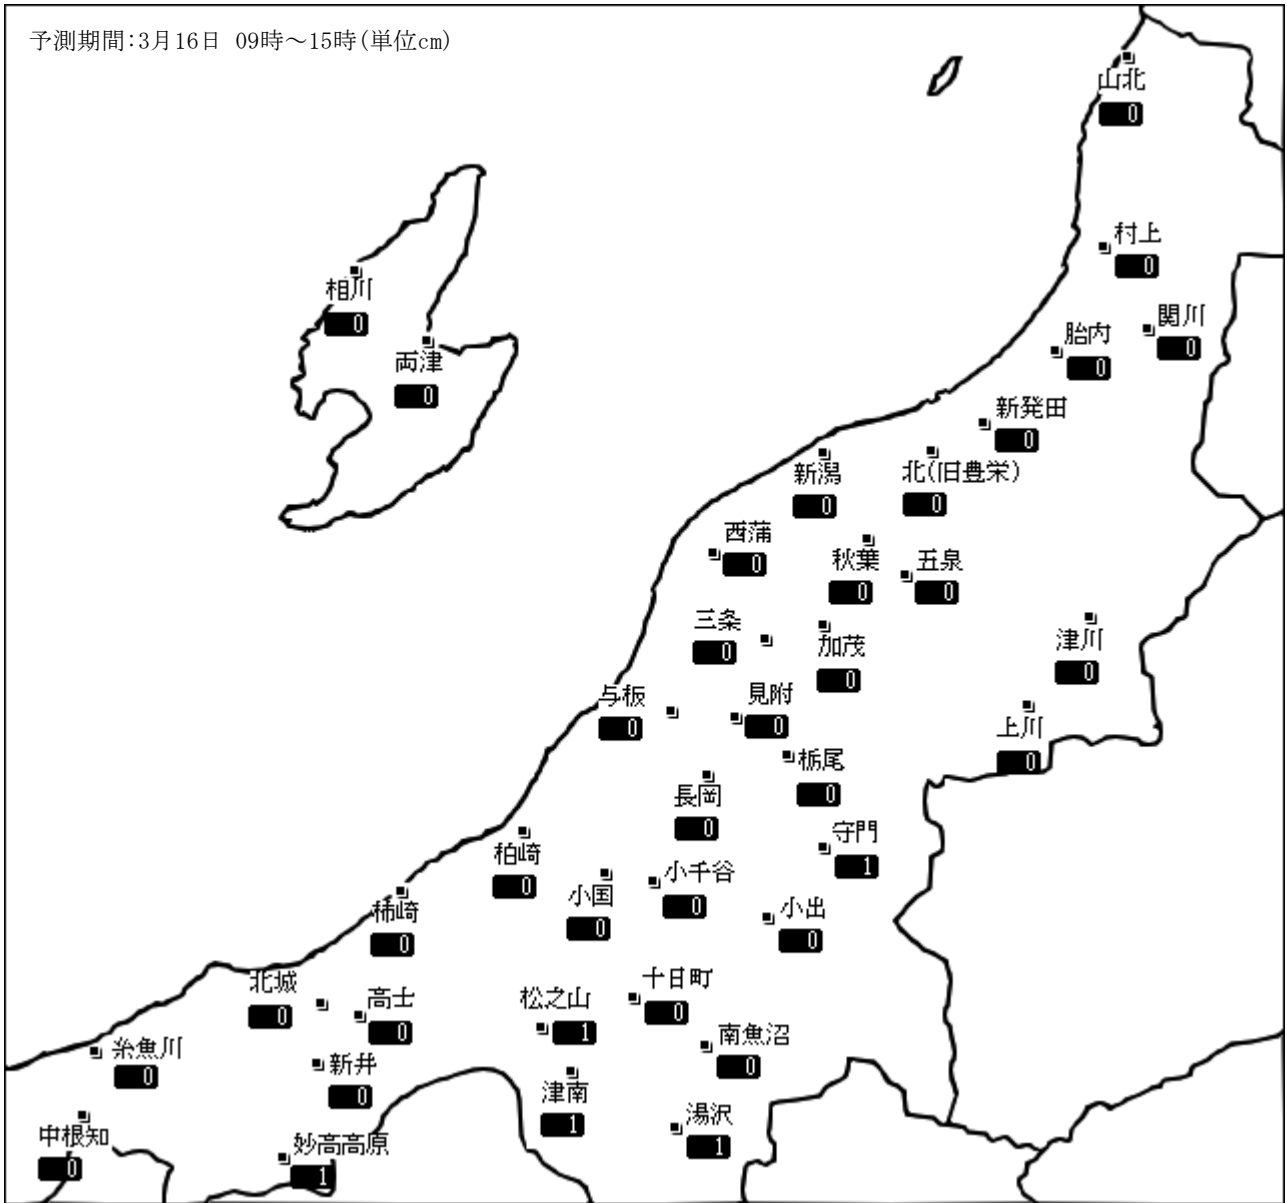 予測期間:3月16日 09時～15時(単位cm)
山北
0
村上
0
相川
0
関川
0
胎内
0
両津
0
新発田
0
新潟
0
北(旧豊栄)
0
西蒲
0
秋葉
0
五泉
0
三条
0
加茂
0
津川
0
与板
0
見附
0
上川
0
栃尾
0
長岡
0
守門
1
柏崎
0
小国
0
小千谷
0
小出
0
柿崎
0
北城
0
高士
0
松之山
1
十日町
0
南魚沼
0
糸魚川
0
新井
0
津南
1
湯沢
1
中根知
0
妙高高原
1